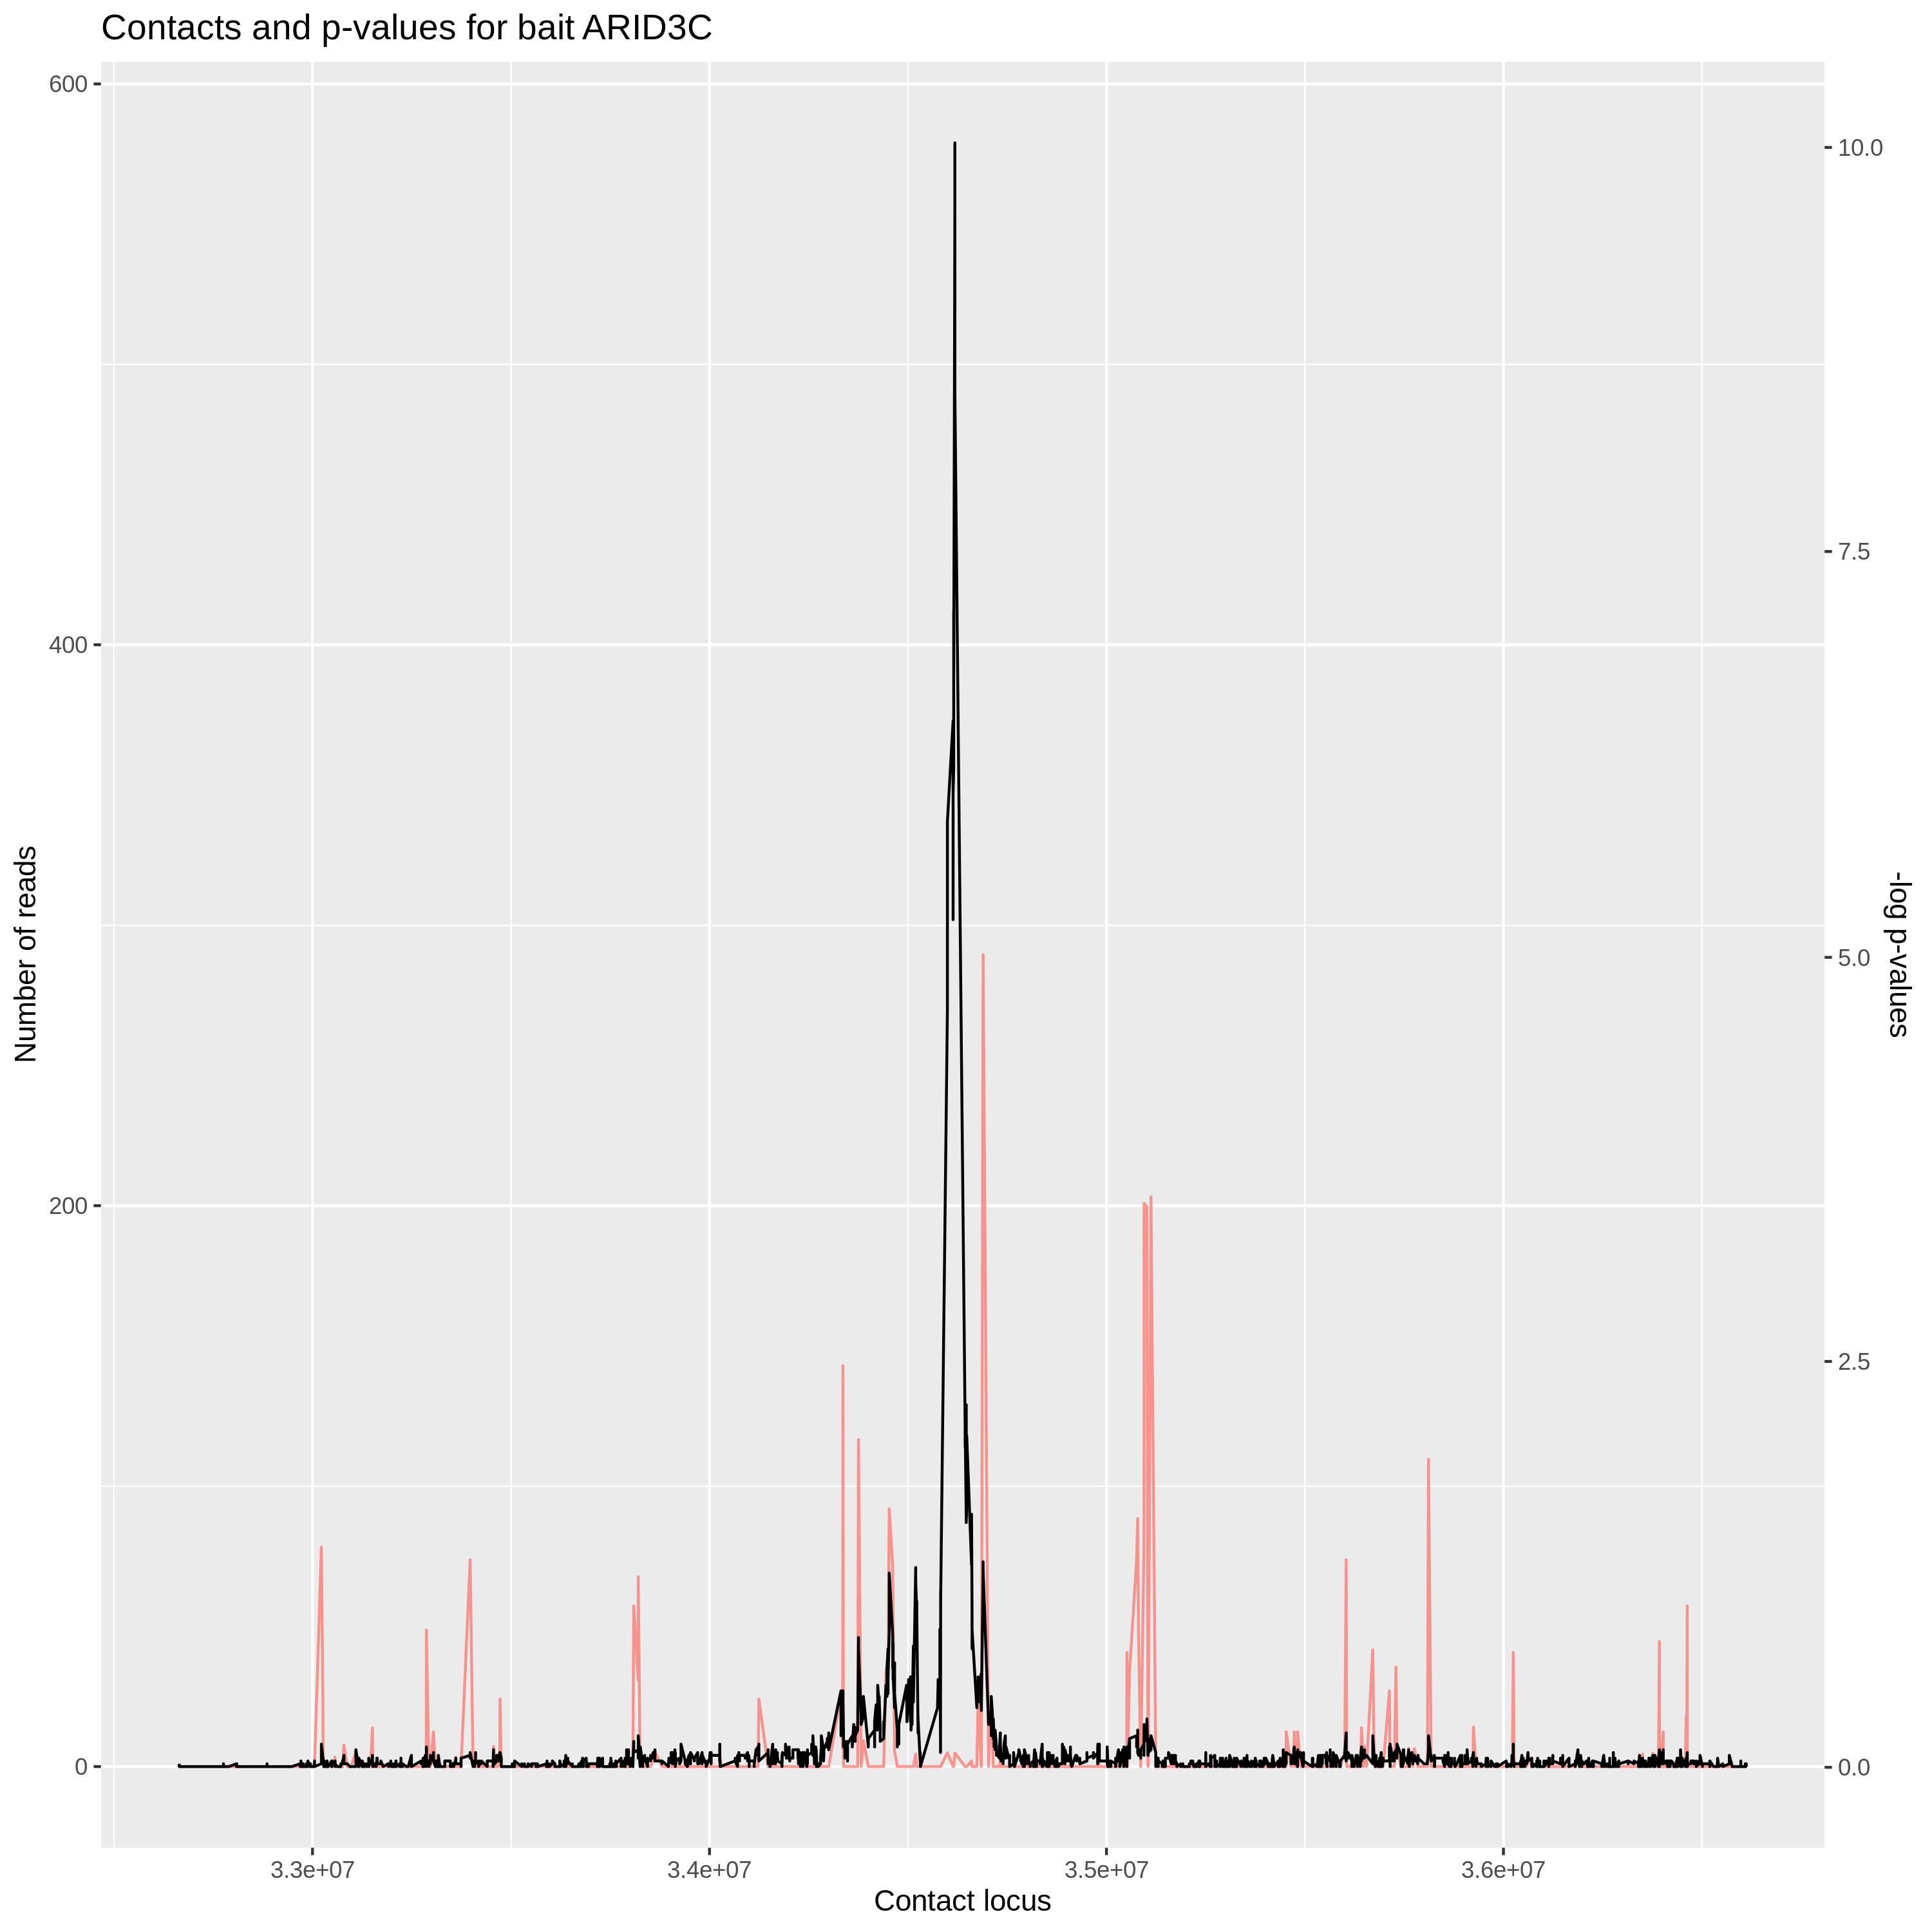 Contacts and p-values for bait ARID3C
600
400
200
0
10.0
7.5
5.0
2.5
0.0
Number of reads
-log p-values
3.3e+07
3.4e+07
3.5e+07
3.6e+07
Contact locus